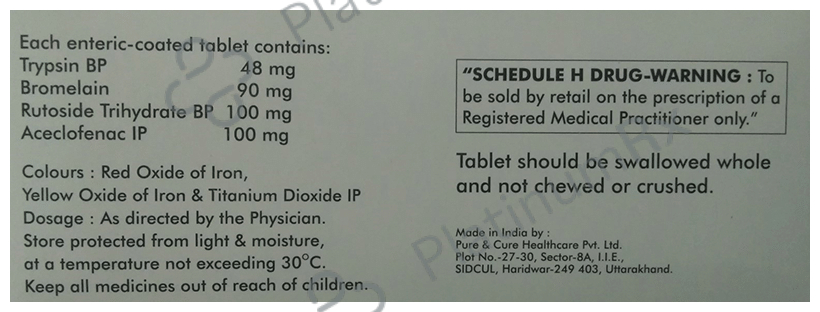 Each enteric-coated tablet contains:
Trypsin BP 48 mg
Bromelain 90 mg
Rutoside Trihydrate BP 100 mg
Aceclofenac IP 100 mg
Colours : Red Oxide of Iron,
Yellow Oxide of Iron & Titanium Dioxide IP
Dosage : As directed by the Physician.
Store protected from light & moisture,
at a temperature not exceeding 30°C.
Keep all medicines out of reach of children.
"SCHEDULE H DRUG-WARNING : To
be sold by retail on the prescription of a
Registered Medical Practitioner only."
Tablet should be swallowed whole
and not chewed or crushed.
Made in India by :
Pure & Cure Healthcare Pvt. Ltd.
Plot No.-27-30, Sector-8A, I.I.E.,
SIDCUL, Haridwar-249 403, Uttarakhand.
PlatinumRx
Platin